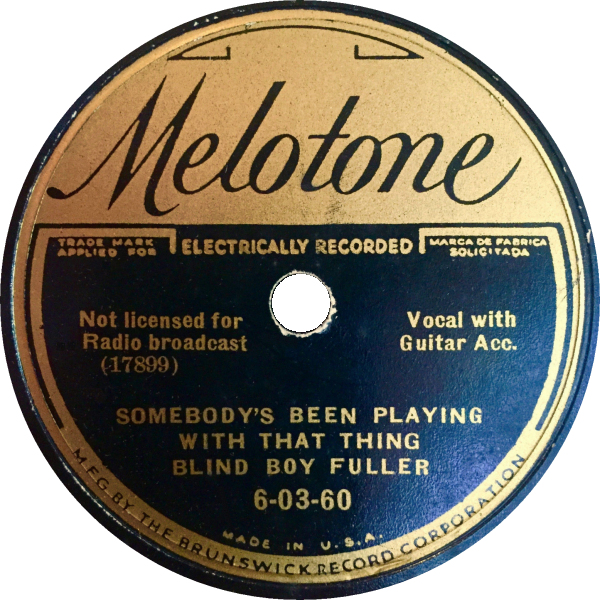 Melotone
TRADE MARK
APPLIED FOR
ELECTRICALLY RECORDED
MARCA DE FABRICA
SOLICITADA
Not licensed for
Radio broadcast
(17899)
Vocal with
Guitar Acc.
SOMEBODY'S BEEN PLAYING
WITH THAT THING
BLIND BOY FULLER
6-03-60
MADE IN U.S.A.
MFG BY THE BRUNSWICK RECORD CORPORATION